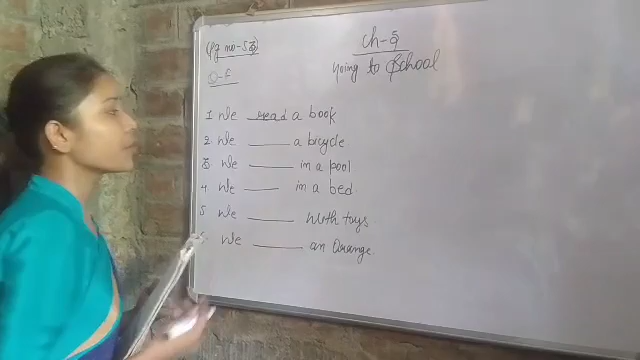 (Pg no-53)
Q-F
Ch-5
Going to School
1 We read a book
2 We ______ a bicycle
3 We ______ in a pool
4 We ______ in a bed
5 We ______ With toys
6 We ______ an Orange